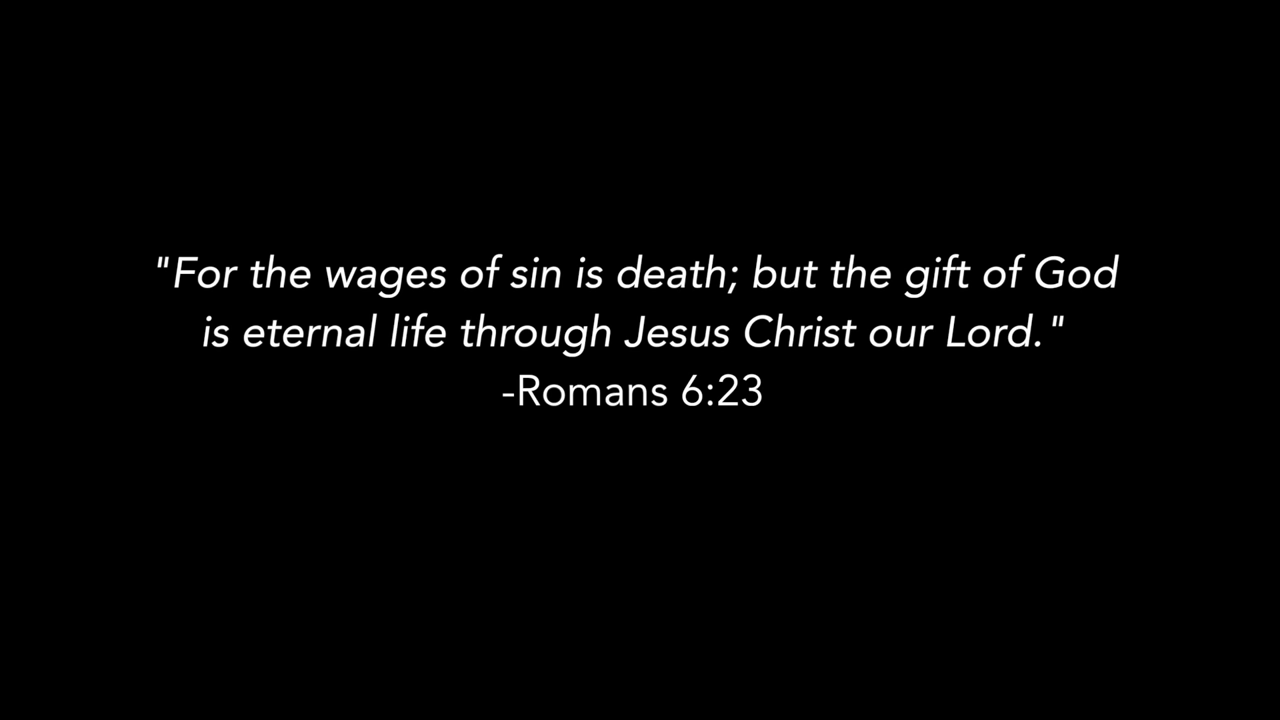 "For the wages of sin is death; but the gift of God
is eternal life through Jesus Christ our Lord."
-Romans 6:23